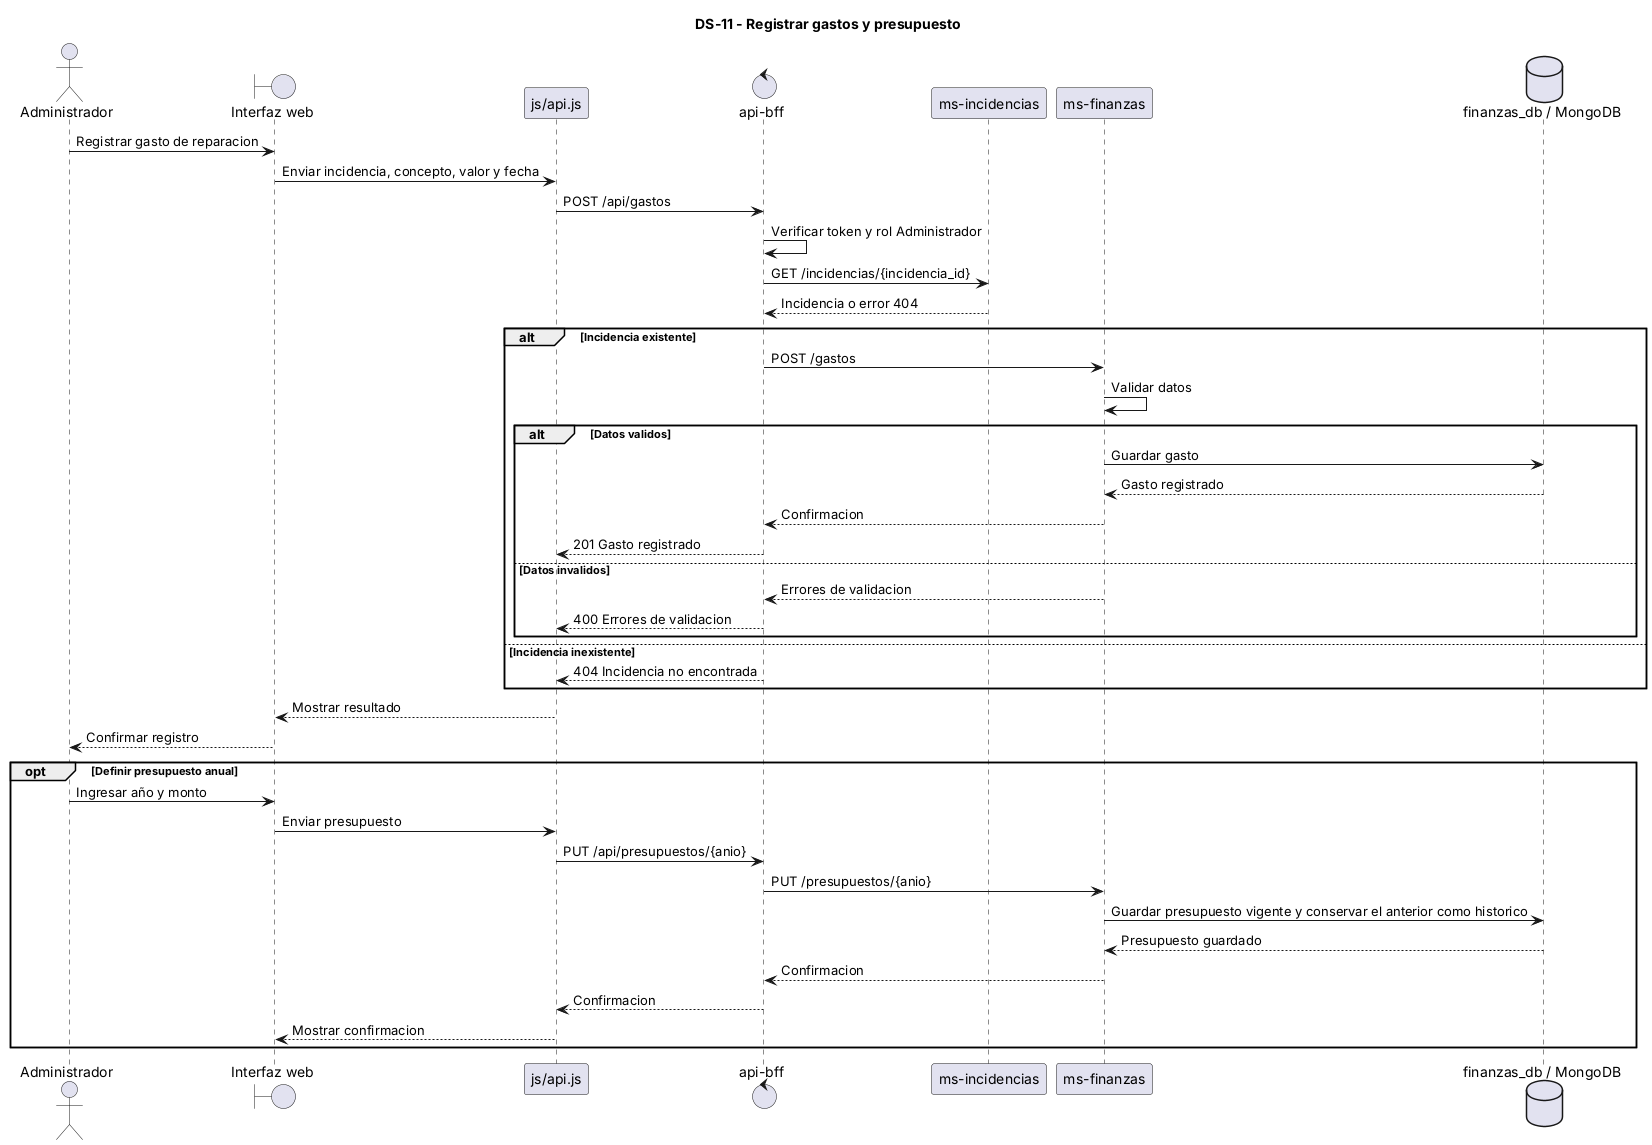 DS-11 - Registrar gastos y presupuesto
Administrador
Interfaz web
js/api.js
api-bff
ms-incidencias
ms-finanzas
finanzas_db / MongoDB
Registrar gasto de reparacion
Enviar incidencia, concepto, valor y fecha
POST /api/gastos
Verificar token y rol Administrador
GET /incidencias/{incidencia_id}
Incidencia o error 404
alt [Incidencia existente]
POST /gastos
Validar datos
alt [Datos validos]
Guardar gasto
Gasto registrado
Confirmacion
201 Gasto registrado
[Datos invalidos]
Errores de validacion
400 Errores de validacion
[Incidencia inexistente]
404 Incidencia no encontrada
Mostrar resultado
Confirmar registro
opt [Definir presupuesto anual]
Ingresar año y monto
Enviar presupuesto
PUT /api/presupuestos/{anio}
PUT /presupuestos/{anio}
Guardar presupuesto vigente y conservar el anterior como historico
Presupuesto guardado
Confirmacion
Confirmacion
Mostrar confirmacion
Administrador
Interfaz web
js/api.js
api-bff
ms-incidencias
ms-finanzas
finanzas_db / MongoDB